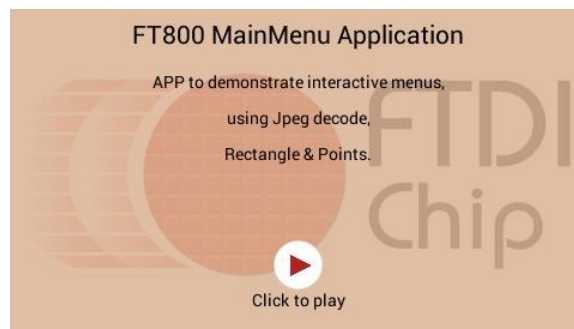 FT800 MainMenu Application
APP to demonstrate interactive menus,
using Jpeg decode,
Rectangle & Points.
FTDI
Chip
Click to play